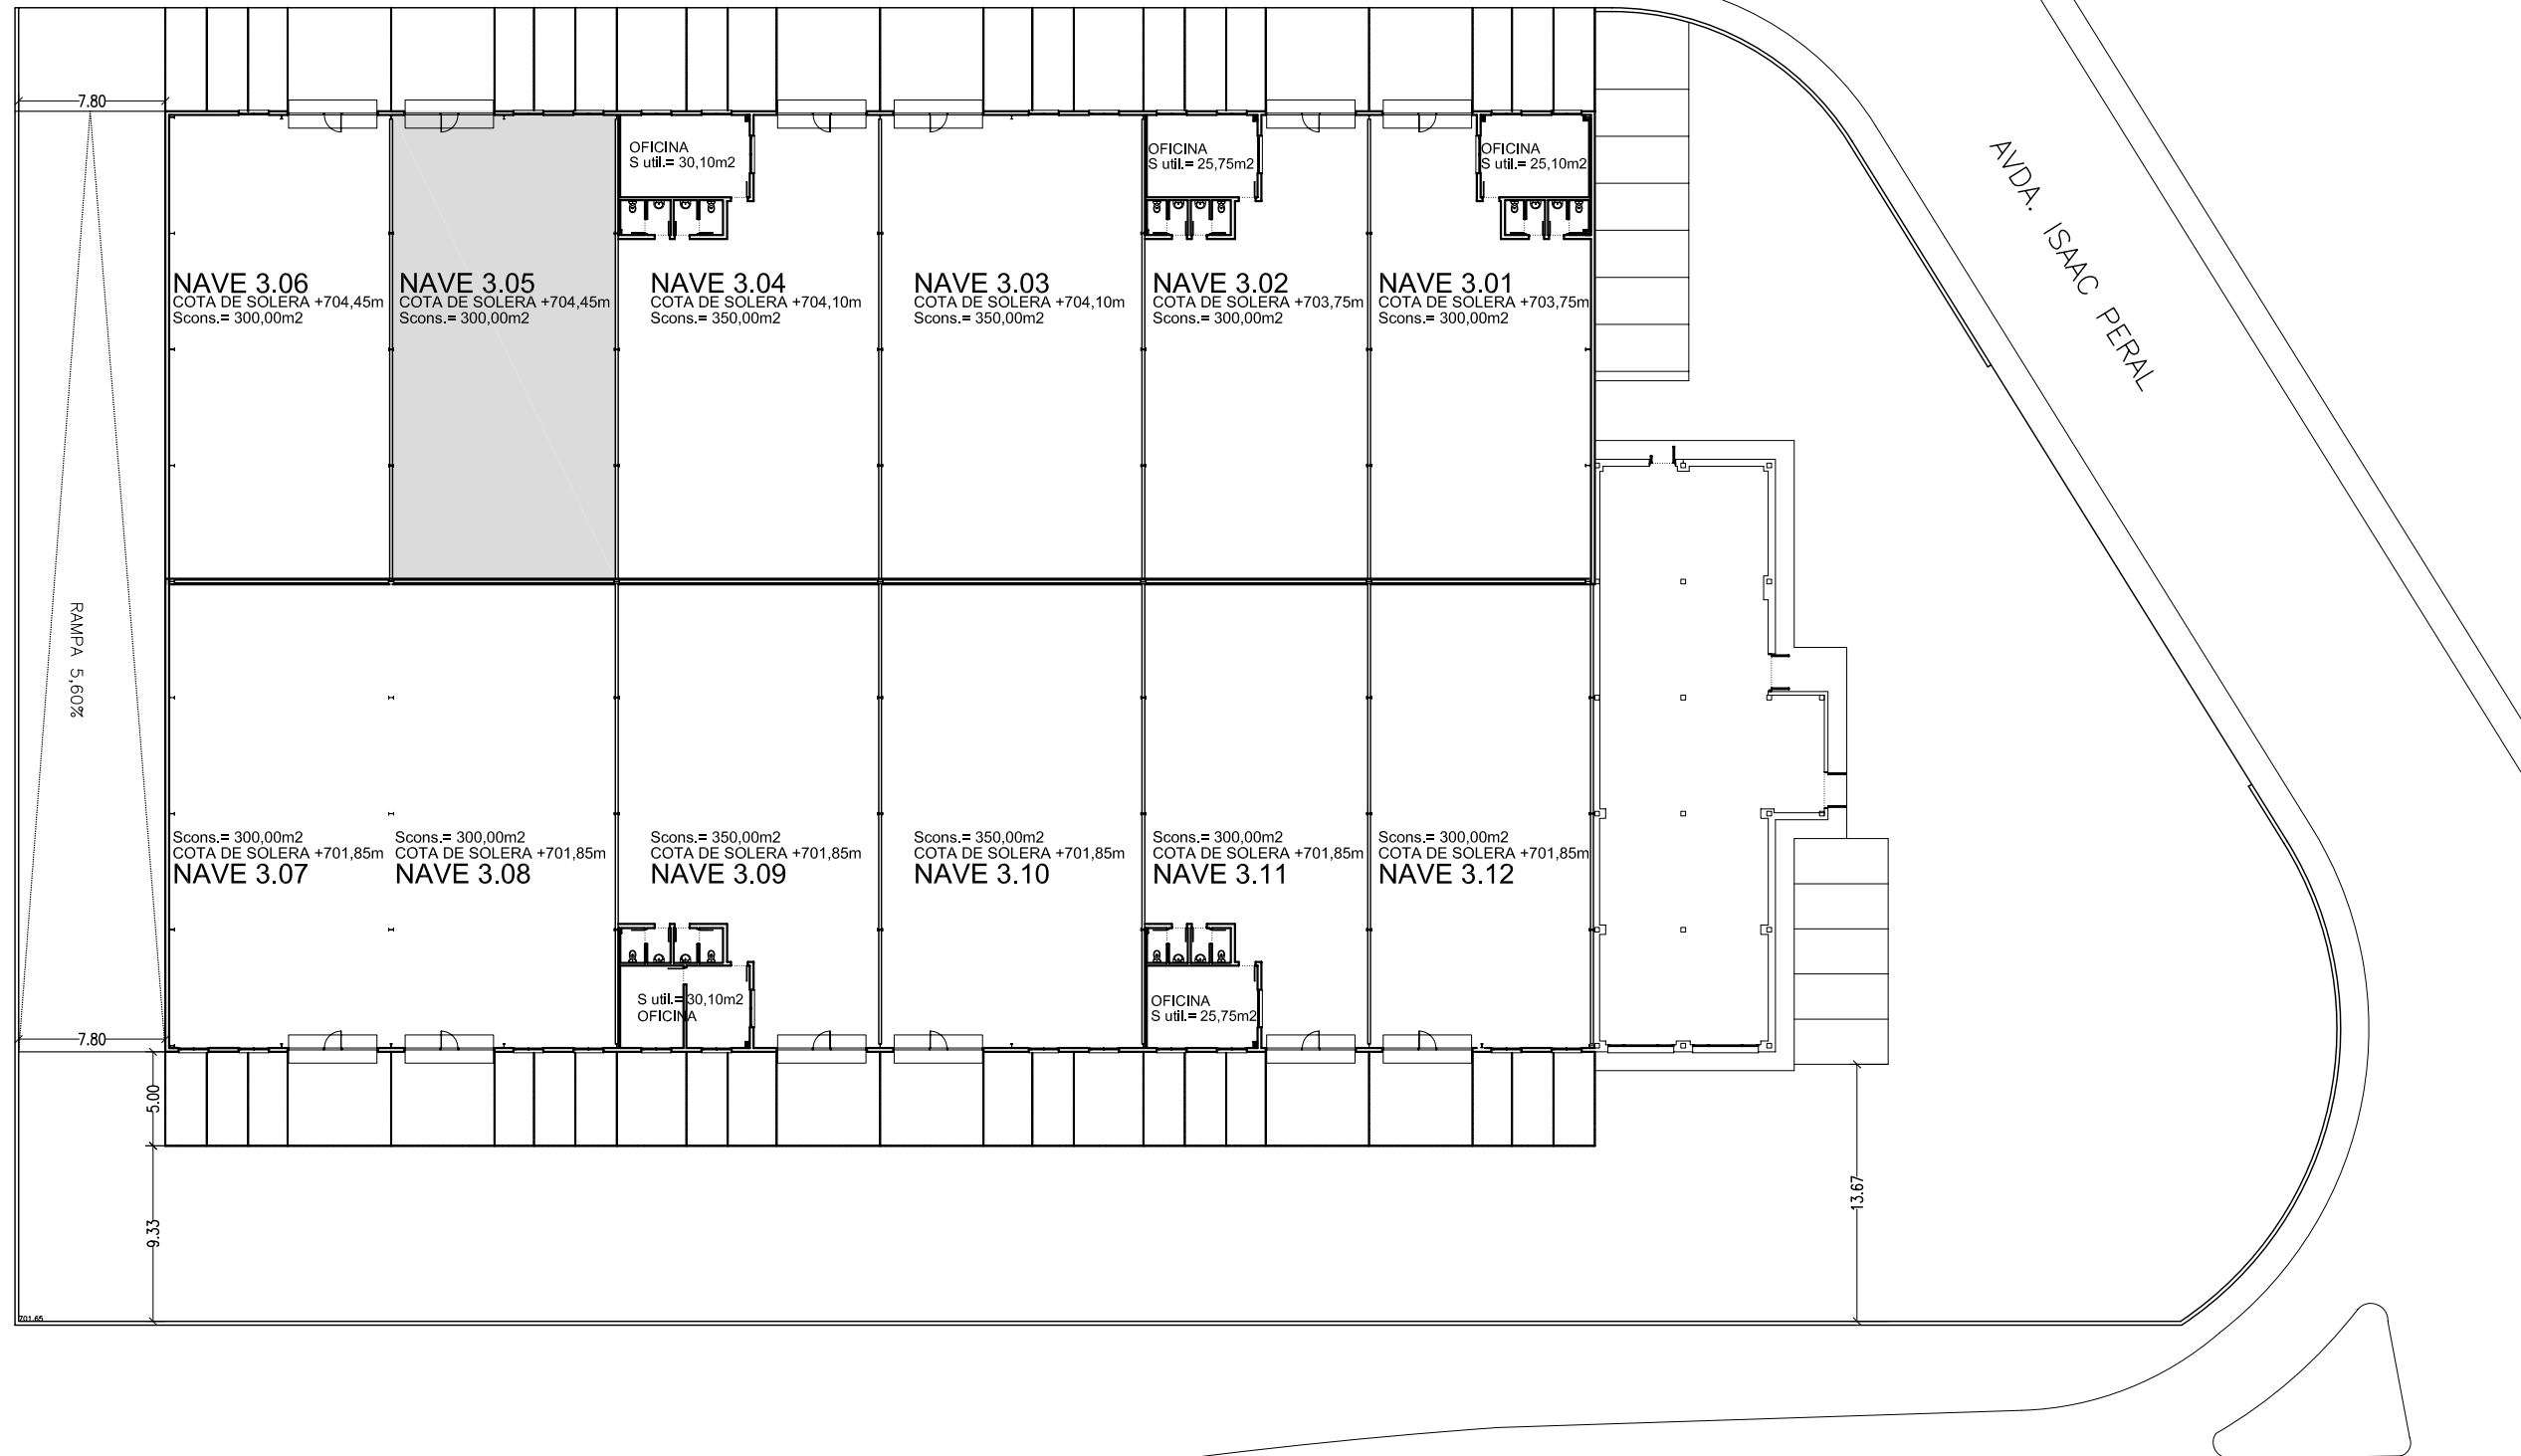 7.80
OFICINA
S util.= 30,10m2
OFICINA
S util.= 25,75m2
OFICINA
S util.= 25,10m2
AVDA. ISAAC PERAL
NAVE 3.06
COTA DE SOLERA +704,45m
Scons.= 300,00m2
NAVE 3.05
COTA DE SOLERA +704,45m
Scons.= 300,00m2
NAVE 3.04
COTA DE SOLERA +704,10m
Scons.= 350,00m2
NAVE 3.03
COTA DE SOLERA +704,10m
Scons.= 350,00m2
NAVE 3.02
COTA DE SOLERA +703,75m
Scons.= 300,00m2
NAVE 3.01
COTA DE SOLERA +703,75m
Scons.= 300,00m2
RAMPA 5,60%
Scons.= 300,00m2
COTA DE SOLERA +701,85m
NAVE 3.07
Scons.= 300,00m2
COTA DE SOLERA +701,85m
NAVE 3.08
Scons.= 350,00m2
COTA DE SOLERA +701,85m
NAVE 3.09
Scons.= 350,00m2
COTA DE SOLERA +701,85m
NAVE 3.10
Scons.= 300,00m2
COTA DE SOLERA +701,85m
NAVE 3.11
Scons.= 300,00m2
COTA DE SOLERA +701,85m
NAVE 3.12
S util.= 30,10m2
OFICINA
OFICINA
S util.= 25,75m2
7.80
5.00
9.33
13.67
701.65